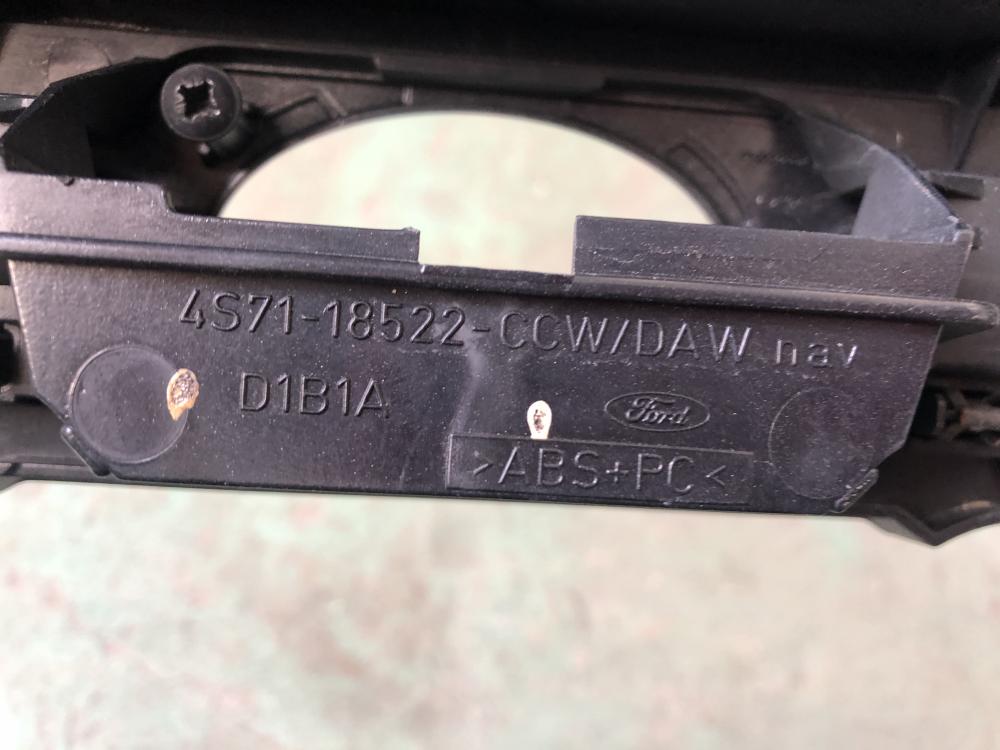 4S71-18522-CCW/DAW nav
D1B1A
Ford
>ABS+PC<